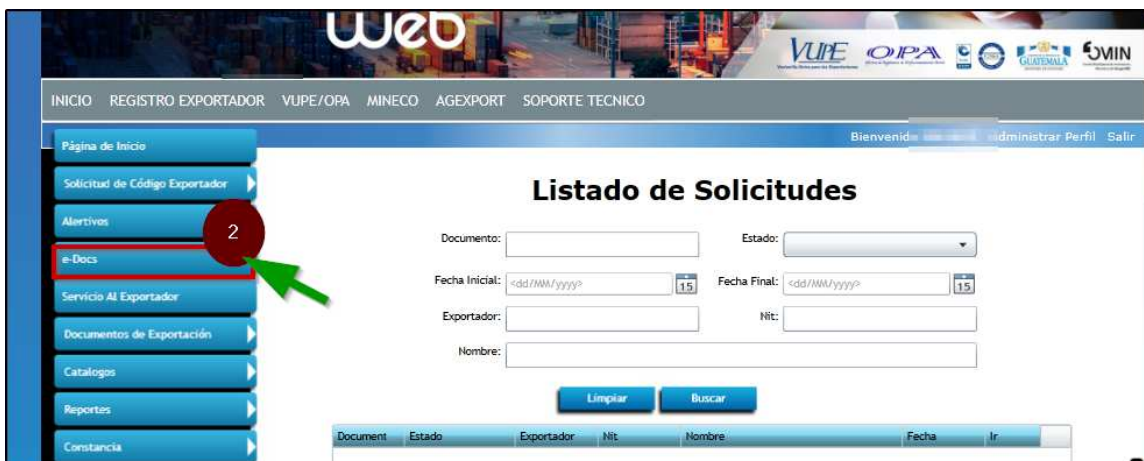 web
VUPE OPA GUATEMALA OMIN
INICIO REGISTRO EXPORTADOR VUPE/OPA MINECO AGEXPORT SOPORTE TECNICO
Bienvenid administrar Perfil Salir
Página de Inicio
Solicitud de Código Exportador
Alertivos
2
e-Docs
Servicio Al Exportador
Documentos de Exportación
Catalogos
Reportes
Constancia
Listado de Solicitudes
Documento: Estado:
Fecha Inicial: <dd/MM/yyyy> 15 Fecha Final: <dd/MM/yyyy> 15
Exportador: Nit:
Nombre:
Limpiar Buscar
Document Estado Exportador Nit Nombre Fecha Ir